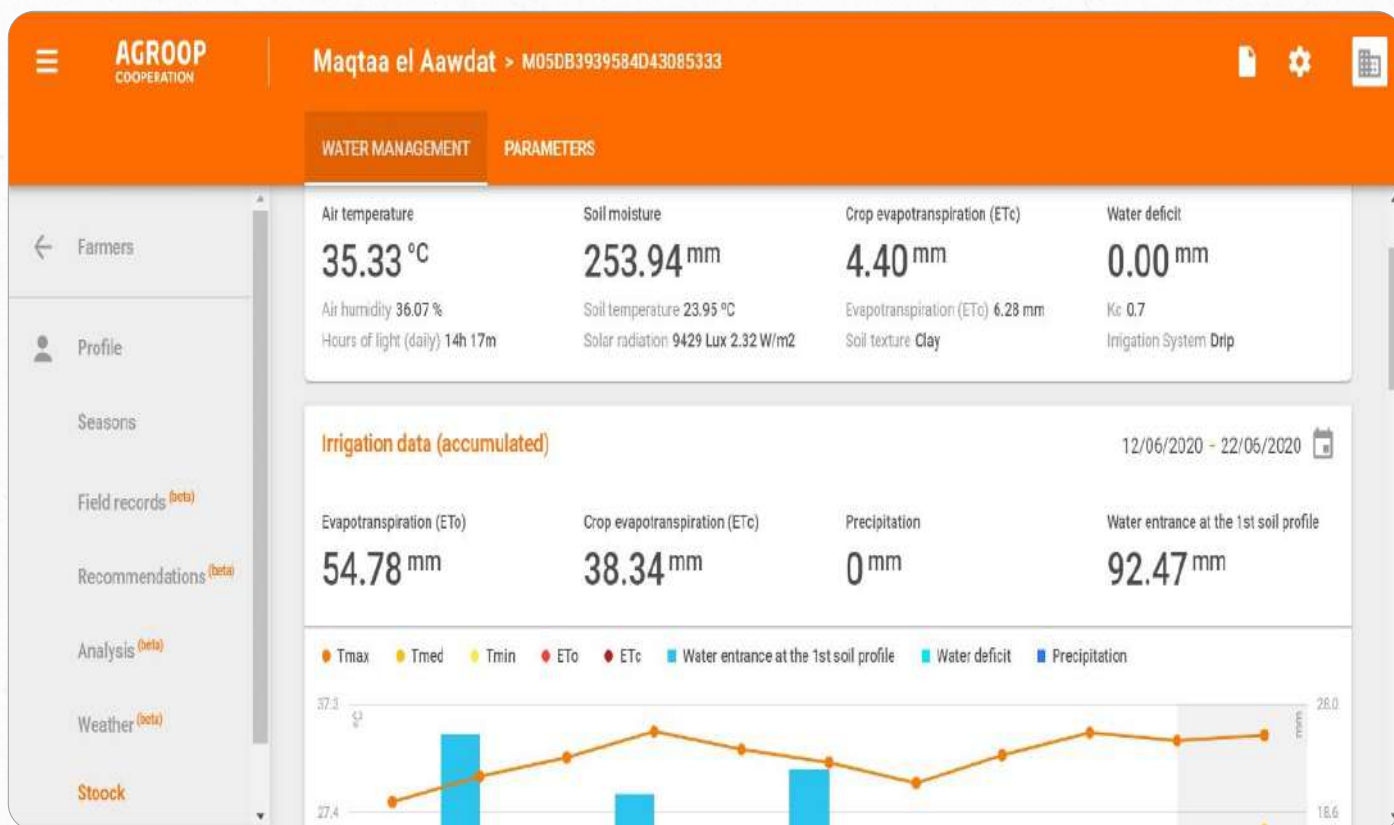 AGROOP
COOPERATION
Maqtaa el Aawdat > M05DB3939584D43085333
WATER MANAGEMENT PARAMETERS
Farmers
Profile
Seasons
Field records (beta)
Recommendations (beta)
Analysis (beta)
Weather (beta)
Stoock
Air temperature
35.33 ºC
Air humidity 36.07 %
Hours of light (daily) 14h 17m
Soil moisture
253.94 mm
Soil temperature 23.95 ºC
Solar radiation 9429 Lux 2.32 W/m2
Crop evapotranspiration (ETc)
4.40 mm
Evapotranspiration (ETo) 6.28 mm
Soil texture Clay
Water deficit
0.00 mm
Kc 0.7
Irrigation System Drip
Irrigation data (accumulated)
12/06/2020 - 22/06/2020
Evapotranspiration (ETo)
54.78 mm
Crop evapotranspiration (ETc)
38.34 mm
Precipitation
0 mm
Water entrance at the 1st soil profile
92.47 mm
Tmax Tmed Tmin ETo ETc Water entrance at the 1st soil profile Water deficit Precipitation
ºC
mm
27.4
18.6